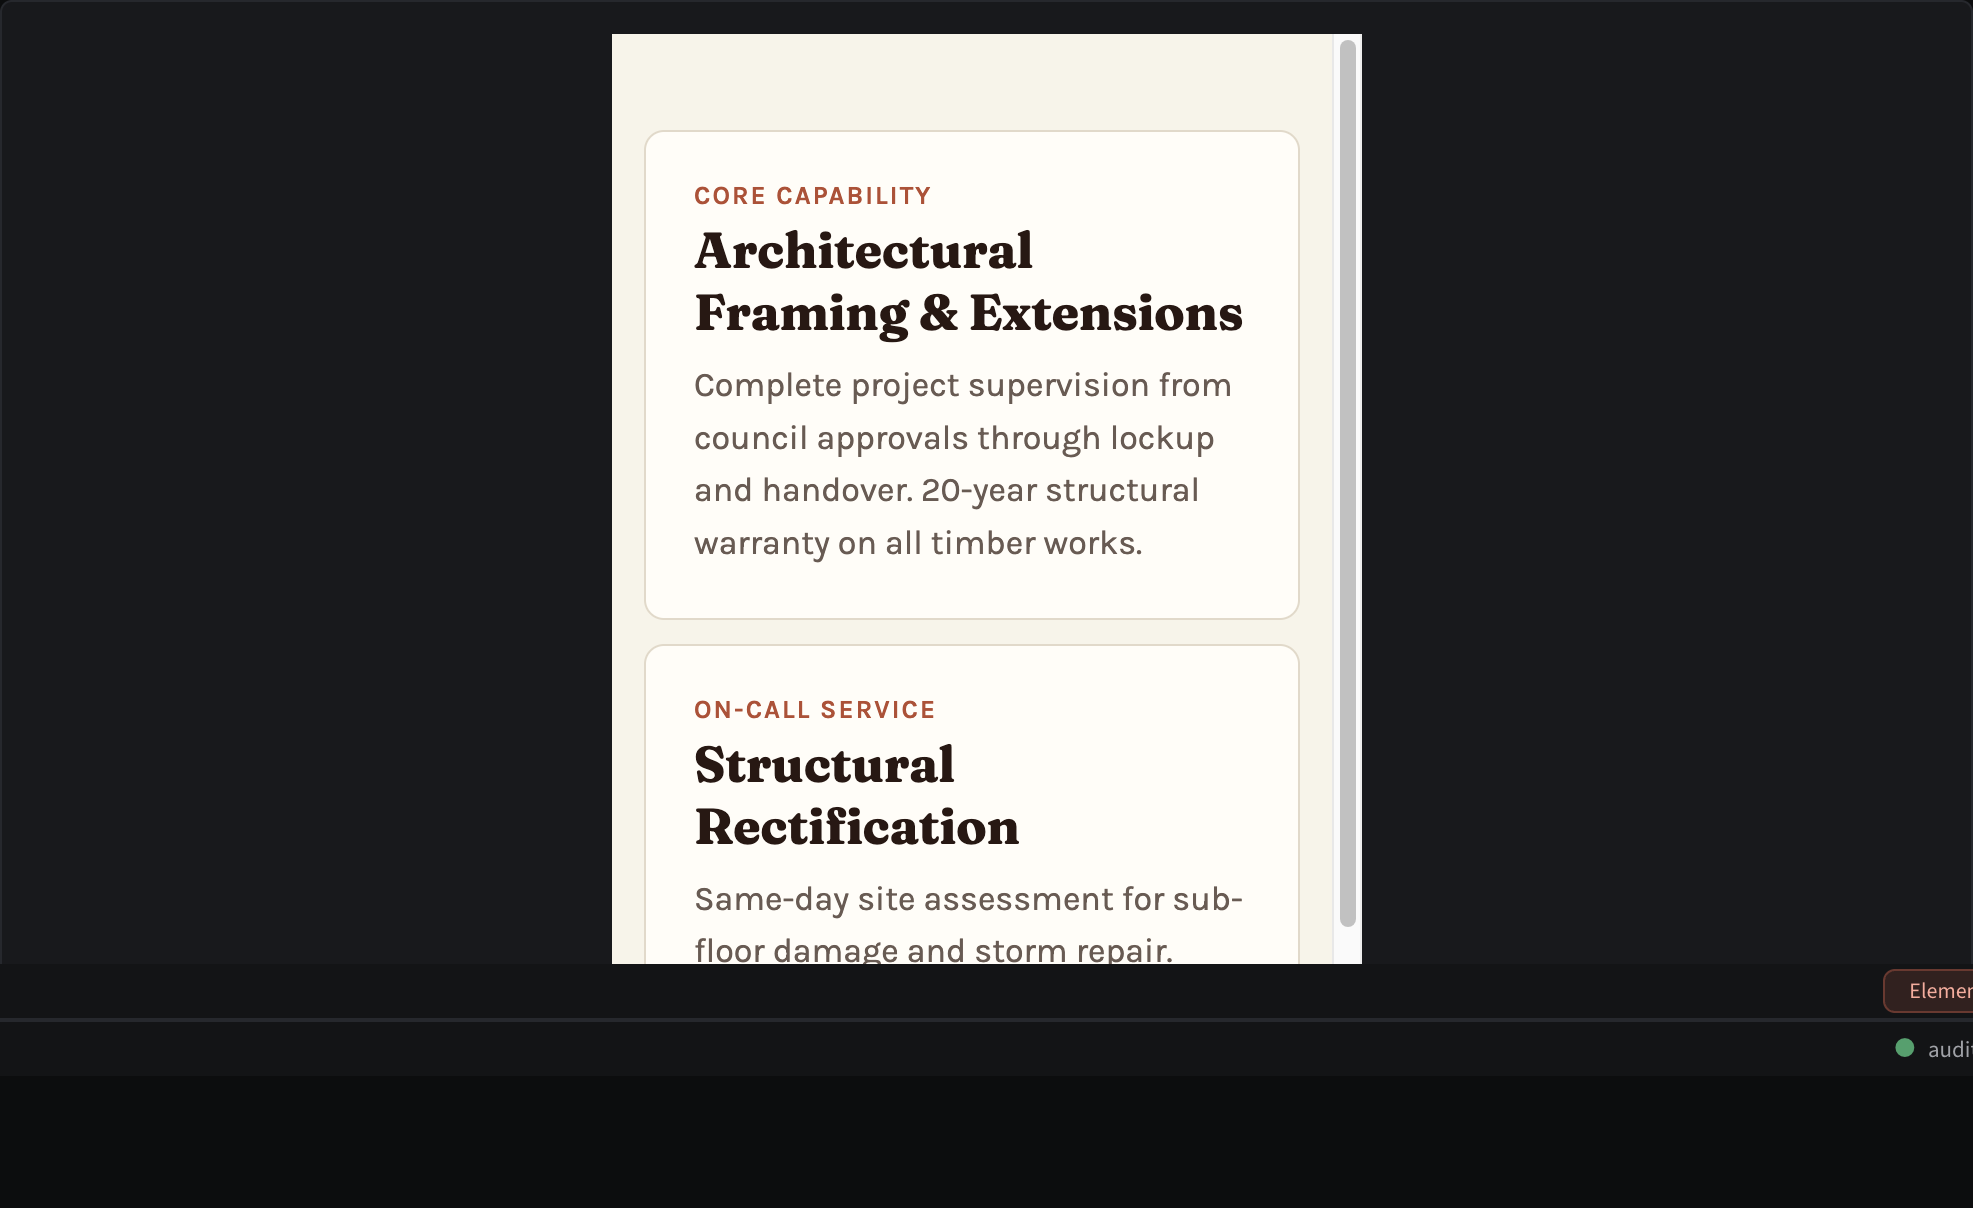 CORE CAPABILITY
Architectural
Framing & Extensions
Complete project supervision from
council approvals through lockup
and handover. 20-year structural
warranty on all timber works.
ON-CALL SERVICE
Structural
Rectification
Same-day site assessment for sub-
floor damage and storm repair.